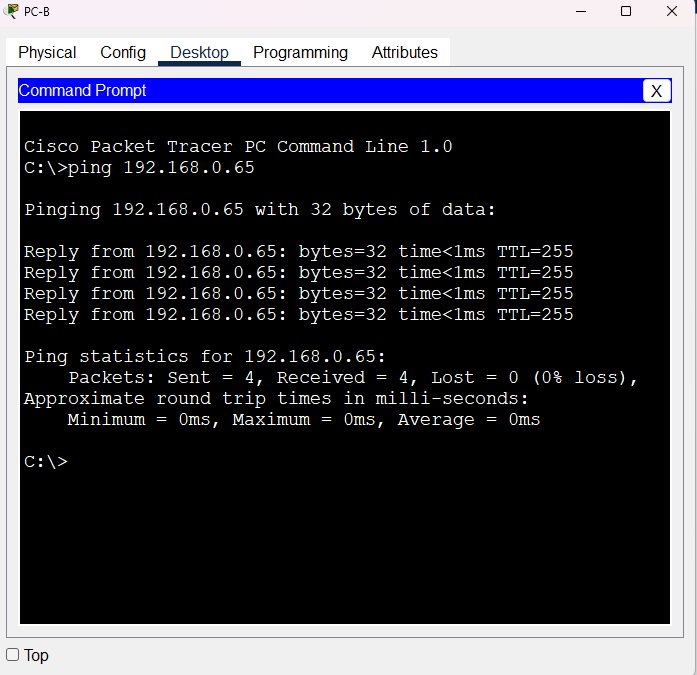 PC-B
Physical Config Desktop Programming Attributes
Command Prompt X
Cisco Packet Tracer PC Command Line 1.0
C:\>ping 192.168.0.65
Pinging 192.168.0.65 with 32 bytes of data:
Reply from 192.168.0.65: bytes=32 time<1ms TTL=255
Reply from 192.168.0.65: bytes=32 time<1ms TTL=255
Reply from 192.168.0.65: bytes=32 time<1ms TTL=255
Reply from 192.168.0.65: bytes=32 time<1ms TTL=255
Ping statistics for 192.168.0.65:
Packets: Sent = 4, Received = 4, Lost = 0 (0% loss),
Approximate round trip times in milli-seconds:
Minimum = 0ms, Maximum = 0ms, Average = 0ms
C:\>
Top